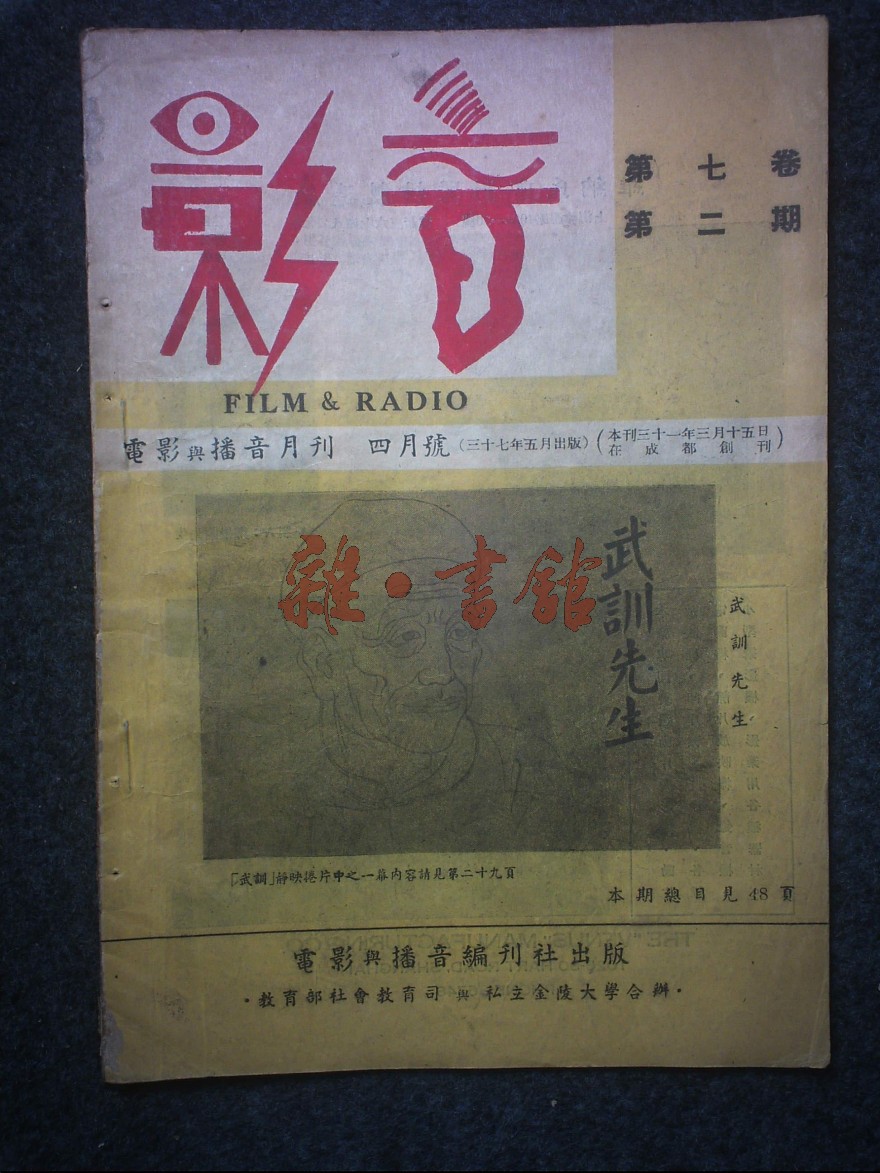 影音
第七卷
第二期
FILM & RADIO
電影與播音月刊 四月號 (三十七年五月出版) (本刊三十一年三月十五日
在成都創刊)
雜·書館
武訓先生
武訓先生
「武訓」靜映捲片中之一幕內容請見第二十九頁
本期總目見48頁
電影與播音編刊社出版
·教育部社會教育司與私立金陵大學合辦·